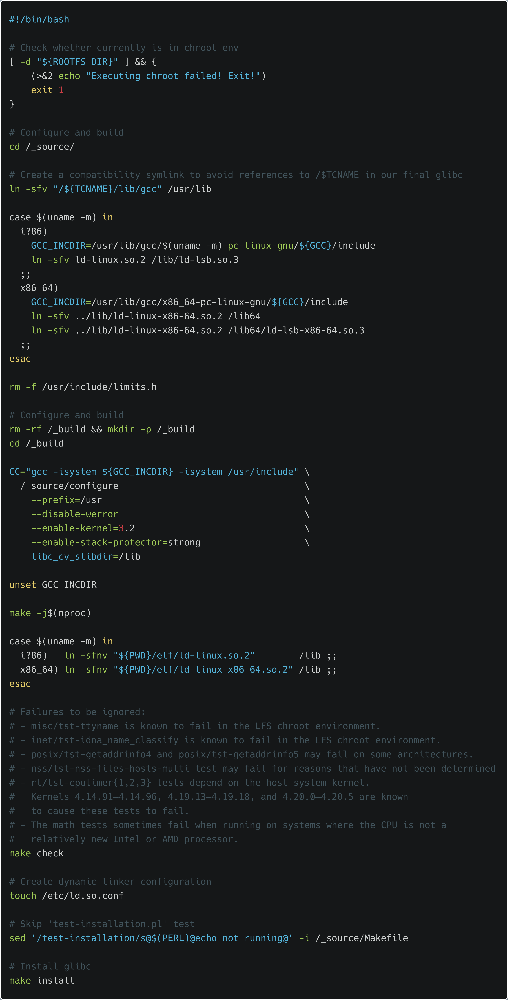 #!/bin/bash

# Check whether currently is in chroot env
[ -d "${ROOTFS_DIR}" ] && {
    (>&2 echo "Executing chroot failed! Exit!")
    exit 1
}

# Configure and build
cd /_source/

# Create a compatibility symlink to avoid references to /$TCNAME in our final glibc
ln -sfv "/${TCNAME}/lib/gcc" /usr/lib

case $(uname -m) in
  i?86)
    GCC_INCDIR=/usr/lib/gcc/$(uname -m)-pc-linux-gnu/${GCC}/include
    ln -sfv ld-linux.so.2 /lib/ld-lsb.so.3
  ;;
  x86_64)
    GCC_INCDIR=/usr/lib/gcc/x86_64-pc-linux-gnu/${GCC}/include
    ln -sfv ../lib/ld-linux-x86-64.so.2 /lib64
    ln -sfv ../lib/ld-linux-x86-64.so.2 /lib64/ld-lsb-x86-64.so.3
  ;;
esac

rm -f /usr/include/limits.h

# Configure and build
rm -rf /_build && mkdir -p /_build
cd /_build

CC="gcc -isystem ${GCC_INCDIR} -isystem /usr/include" \
  /_source/configure                                  \
    --prefix=/usr                                     \
    --disable-werror                                  \
    --enable-kernel=3.2                               \
    --enable-stack-protector=strong                   \
    libc_cv_slibdir=/lib

unset GCC_INCDIR

make -j$(nproc)

case $(uname -m) in
  i?86)   ln -sfnv "${PWD}/elf/ld-linux.so.2"        /lib ;;
  x86_64) ln -sfnv "${PWD}/elf/ld-linux-x86-64.so.2" /lib ;;
esac

# Failures to be ignored:
# - misc/tst-ttyname is known to fail in the LFS chroot environment.
# - inet/tst-idna_name_classify is known to fail in the LFS chroot environment.
# - posix/tst-getaddrinfo4 and posix/tst-getaddrinfo5 may fail on some architectures.
# - nss/tst-nss-files-hosts-multi test may fail for reasons that have not been determined
# - rt/tst-cputimer{1,2,3} tests depend on the host system kernel.
#   Kernels 4.14.91–4.14.96, 4.19.13–4.19.18, and 4.20.0–4.20.5 are known
#   to cause these tests to fail.
# - The math tests sometimes fail when running on systems where the CPU is not a
#   relatively new Intel or AMD processor.
make check

# Create dynamic linker configuration
touch /etc/ld.so.conf

# Skip 'test-installation.pl' test
sed '/test-installation/s@$(PERL)@echo not running@' -i /_source/Makefile

# Install glibc
make install